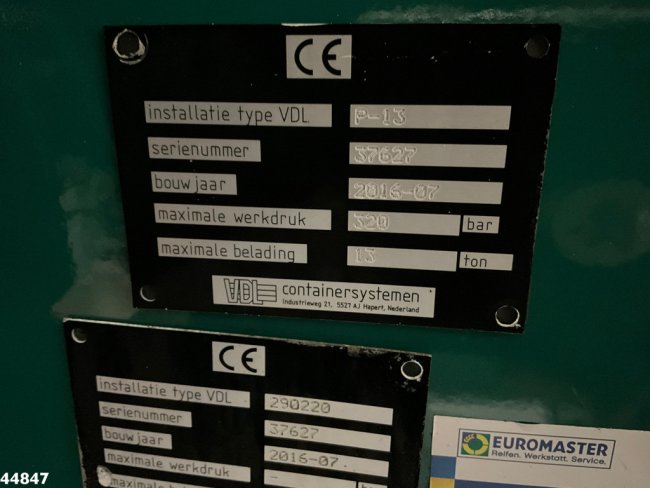 CE
installatie type VDL P-13
serienummer 37627
bouwjaar 2016-07
maximale werkdruk 320 bar
maximale belading 13 ton
VDL containersystemen
Industrieweg 21, 5527 AJ Hapert, Nederland
CE
installatie type VDL 290220
serienummer 37627
bouwjaar 2016-07.
maximale werkdruk -
EUROMASTER
Reifen. Werkstatt. Service.
44847